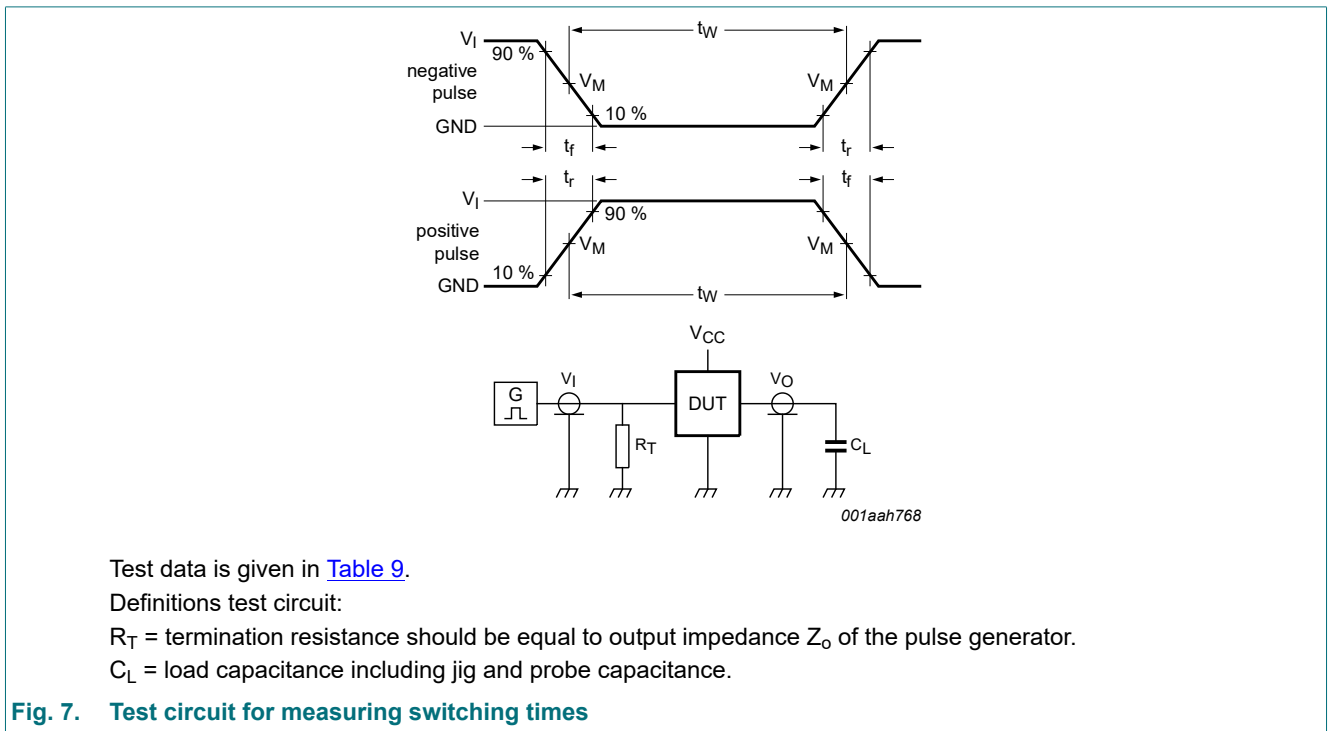 tW
VI
90 %
negative
pulse
VM
VM
10 %
GND
tf
tr
tr
tf
VI
90 %
positive
pulse
VM
VM
10 %
GND
tW
VCC
G
VI
DUT
VO
RT
CL
001aah768
Test data is given in Table 9.
Definitions test circuit:
RT = termination resistance should be equal to output impedance Zo of the pulse generator.
CL = load capacitance including jig and probe capacitance.
Fig. 7. Test circuit for measuring switching times